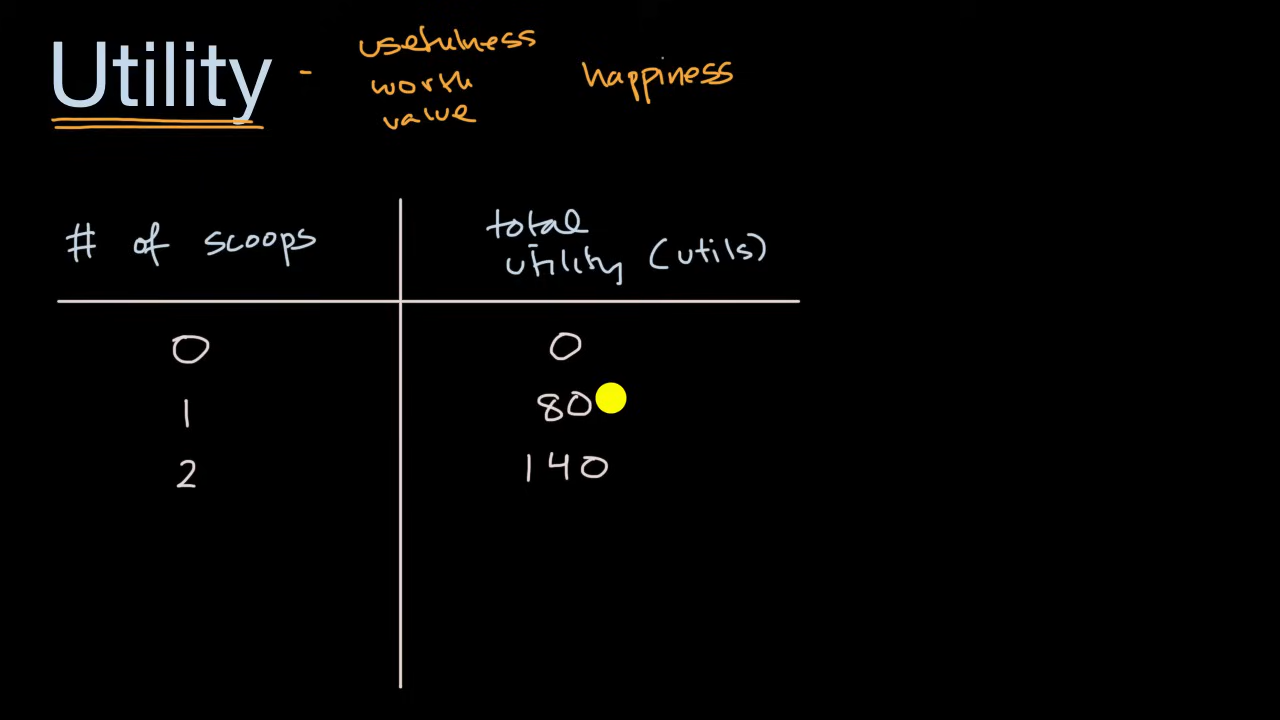 Utility - usefulness
worth
value
happiness
# of scoops
total
utility (utils)
0 0
1 80
2 140